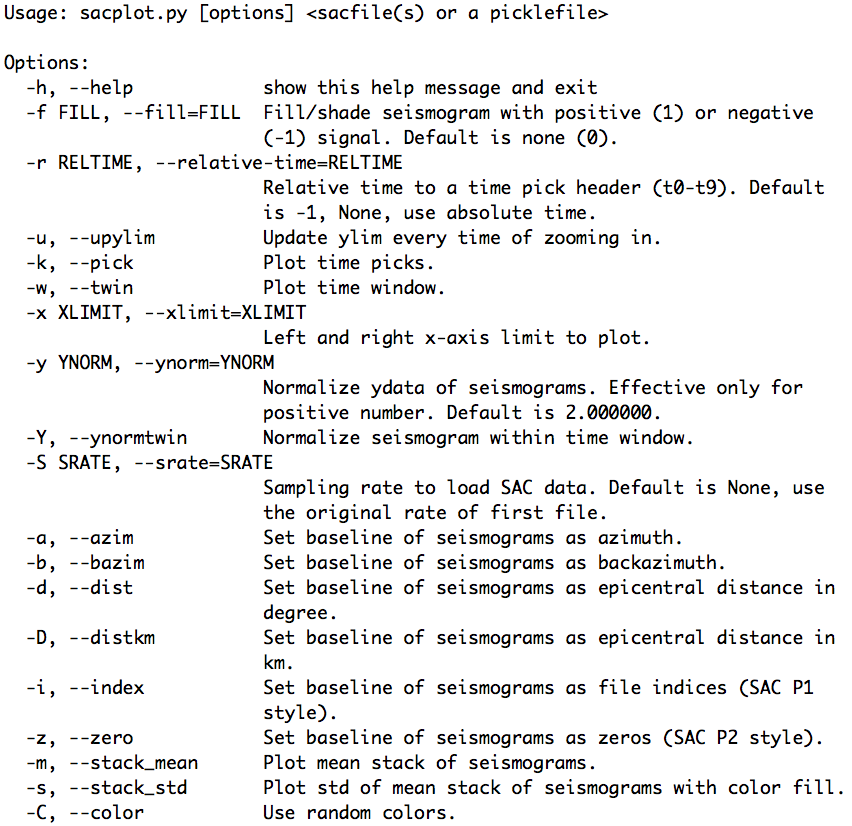 Usage: sacplot.py [options] <sacfile(s) or a picklefile>

Options:
  -h, --help            show this help message and exit
  -f FILL, --fill=FILL  Fill/shade seismogram with positive (1) or negative
                        (-1) signal. Default is none (0).
  -r RELTIME, --relative-time=RELTIME
                        Relative time to a time pick header (t0-t9). Default
                        is -1, None, use absolute time.
  -u, --upylim          Update ylim every time of zooming in.
  -k, --pick            Plot time picks.
  -w, --twin            Plot time window.
  -x XLIMIT, --xlimit=XLIMIT
                        Left and right x-axis limit to plot.
  -y YNORM, --ynorm=YNORM
                        Normalize ydata of seismograms. Effective only for
                        positive number. Default is 2.000000.
  -Y, --ynormtwin       Normalize seismogram within time window.
  -S SRATE, --srate=SRATE
                        Sampling rate to load SAC data. Default is None, use
                        the original rate of first file.
  -a, --azim            Set baseline of seismograms as azimuth.
  -b, --bazim           Set baseline of seismograms as backazimuth.
  -d, --dist            Set baseline of seismograms as epicentral distance in
                        degree.
  -D, --distkm          Set baseline of seismograms as epicentral distance in
                        km.
  -i, --index           Set baseline of seismograms as file indices (SAC P1
                        style).
  -z, --zero            Set baseline of seismograms as zeros (SAC P2 style).
  -m, --stack_mean      Plot mean stack of seismograms.
  -s, --stack_std       Plot std of mean stack of seismograms with color fill.
  -C, --color           Use random colors.